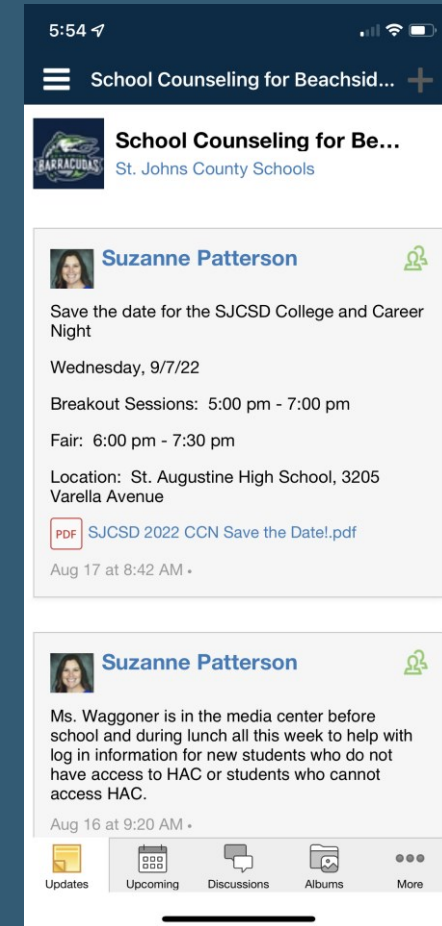 5:54
School Counseling for Beachsid...
BARRACUDAS
School Counseling for Be...
St. Johns County Schools
Suzanne Patterson
Save the date for the SJCSD College and Career
Night
Wednesday, 9/7/22
Breakout Sessions:  5:00 pm - 7:00 pm
Fair:  6:00 pm - 7:30 pm
Location:  St. Augustine High School, 3205
Varella Avenue
PDF SJCSD 2022 CCN Save the Date!.pdf
Aug 17 at 8:42 AM •
Suzanne Patterson
Ms. Waggoner is in the media center before
school and during lunch all this week to help with
log in information for new students who do not
have access to HAC or students who cannot
access HAC.
Aug 16 at 9:20 AM •
Updates Upcoming Discussions Albums More